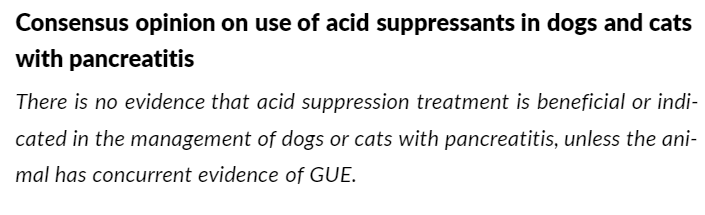 Consensus opinion on use of acid suppressants in dogs and cats
with pancreatitis
There is no evidence that acid suppression treatment is beneficial or indi-
cated in the management of dogs or cats with pancreatitis, unless the ani-
mal has concurrent evidence of GUE.